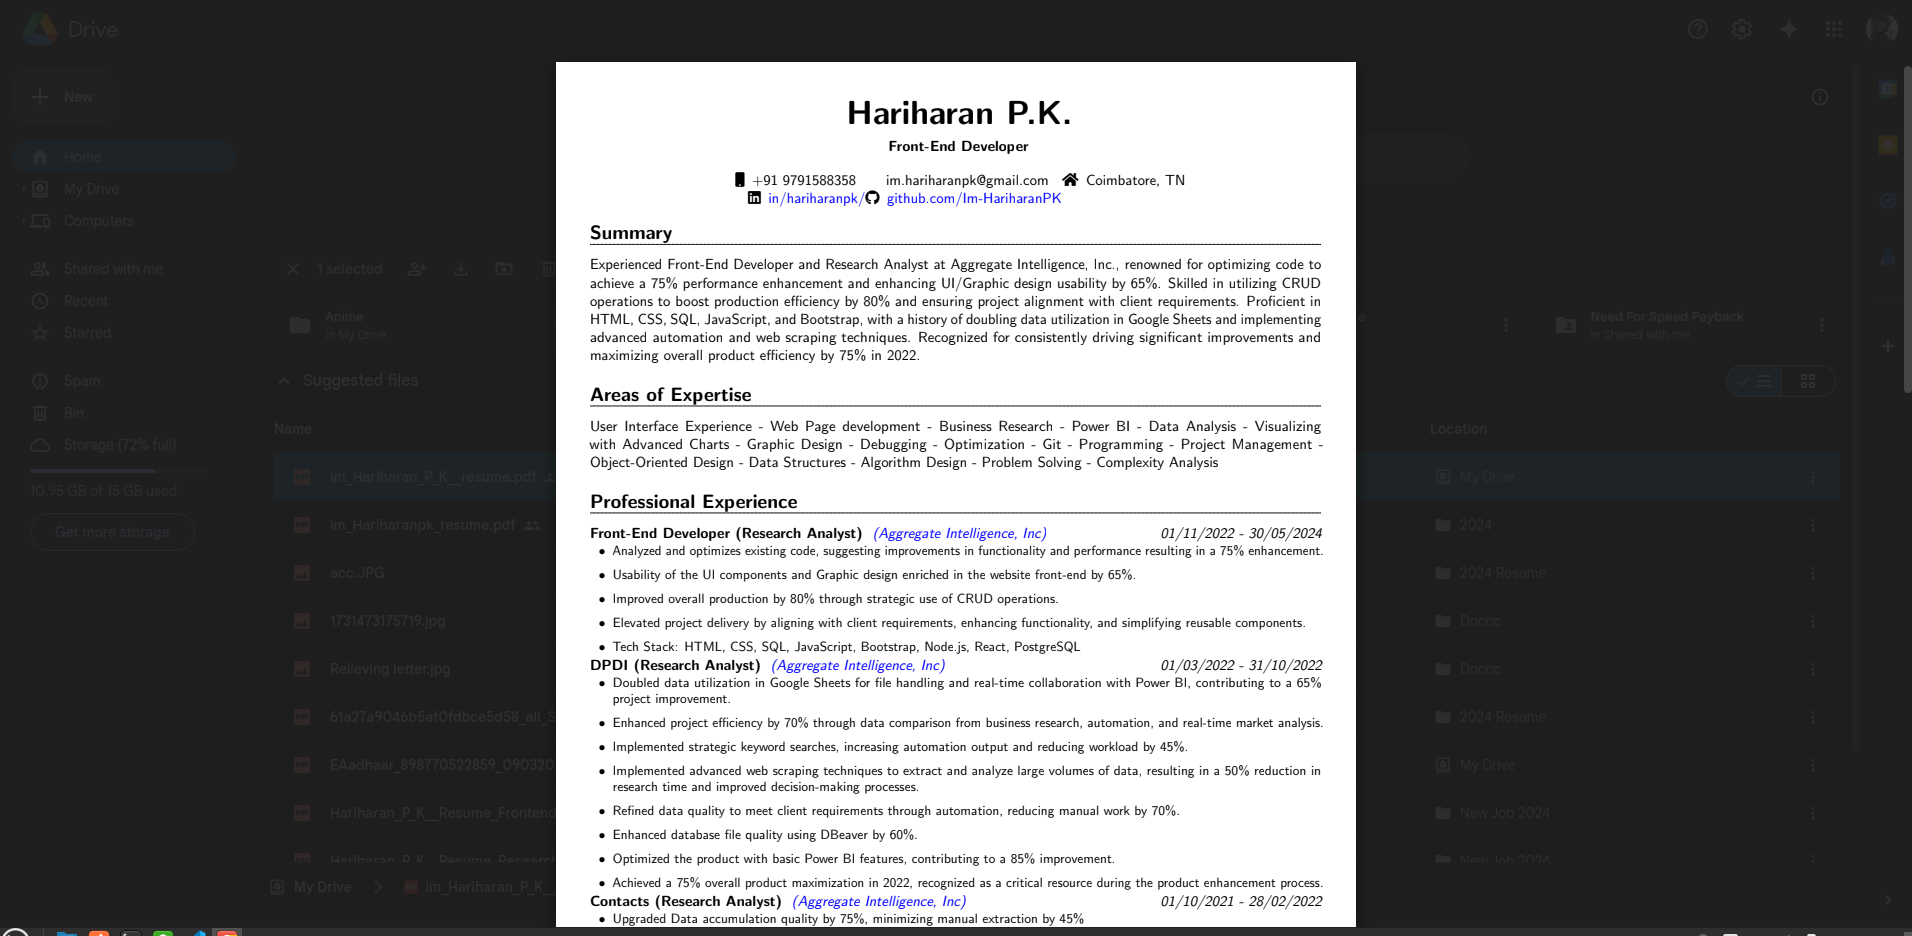 Drive
New
Home
My Drive
Computers
Shared with me
Recent
Starred
Spam
Bin
Storage (72% full)
10.95 GB of 15 GB used
Get more storage
1 selected
Anime
In My Drive
Need For Speed Payback
In Shared with me
Suggested files
Name
Location
im_Hariharan_P_K__resume.pdf
My Drive
im_Hariharanpk_resume.pdf
2024
acc.JPG
2024 Resume
1731473175719.jpg
Doccc
Relieving letter.jpg
Doccc
61a27a9046b5af0fdbce5d58_all_S
2024 Resume
EAadhaar_898770522859_090320
My Drive
Hariharan_P_K__Resume_Frontend
New Job 2024
Hariharan_P_K__Resume_Research
New Job 2024
My Drive
im_Hariharan_P_K_
Hariharan P.K.
Front-End Developer
+91 9791588358 im.hariharanpk@gmail.com Coimbatore, TN
in/hariharanpk/ github.com/Im-HariharanPK
Summary
Experienced Front-End Developer and Research Analyst at Aggregate Intelligence, Inc., renowned for optimizing code to
achieve a 75% performance enhancement and enhancing UI/Graphic design usability by 65%. Skilled in utilizing CRUD
operations to boost production efficiency by 80% and ensuring project alignment with client requirements. Proficient in
HTML, CSS, SQL, JavaScript, and Bootstrap, with a history of doubling data utilization in Google Sheets and implementing
advanced automation and web scraping techniques. Recognized for consistently driving significant improvements and
maximizing overall product efficiency by 75% in 2022.
Areas of Expertise
User Interface Experience - Web Page development - Business Research - Power BI - Data Analysis - Visualizing
with Advanced Charts - Graphic Design - Debugging - Optimization - Git - Programming - Project Management -
Object-Oriented Design - Data Structures - Algorithm Design - Problem Solving - Complexity Analysis
Professional Experience
Front-End Developer (Research Analyst) (Aggregate Intelligence, Inc) 01/11/2022 - 30/05/2024
• Analyzed and optimizes existing code, suggesting improvements in functionality and performance resulting in a 75% enhancement.
• Usability of the UI components and Graphic design enriched in the website front-end by 65%.
• Improved overall production by 80% through strategic use of CRUD operations.
• Elevated project delivery by aligning with client requirements, enhancing functionality, and simplifying reusable components.
• Tech Stack: HTML, CSS, SQL, JavaScript, Bootstrap, Node.js, React, PostgreSQL
DPDI (Research Analyst) (Aggregate Intelligence, Inc) 01/03/2022 - 31/10/2022
• Doubled data utilization in Google Sheets for file handling and real-time collaboration with Power BI, contributing to a 65%
project improvement.
• Enhanced project efficiency by 70% through data comparison from business research, automation, and real-time market analysis.
• Implemented strategic keyword searches, increasing automation output and reducing workload by 45%.
• Implemented advanced web scraping techniques to extract and analyze large volumes of data, resulting in a 50% reduction in
research time and improved decision-making processes.
• Refined data quality to meet client requirements through automation, reducing manual work by 70%.
• Enhanced database file quality using DBeaver by 60%.
• Optimized the product with basic Power BI features, contributing to a 85% improvement.
• Achieved a 75% overall product maximization in 2022, recognized as a critical resource during the product enhancement process.
Contacts (Research Analyst) (Aggregate Intelligence, Inc) 01/10/2021 - 28/02/2022
• Upgraded Data accumulation quality by 75%, minimizing manual extraction by 45%